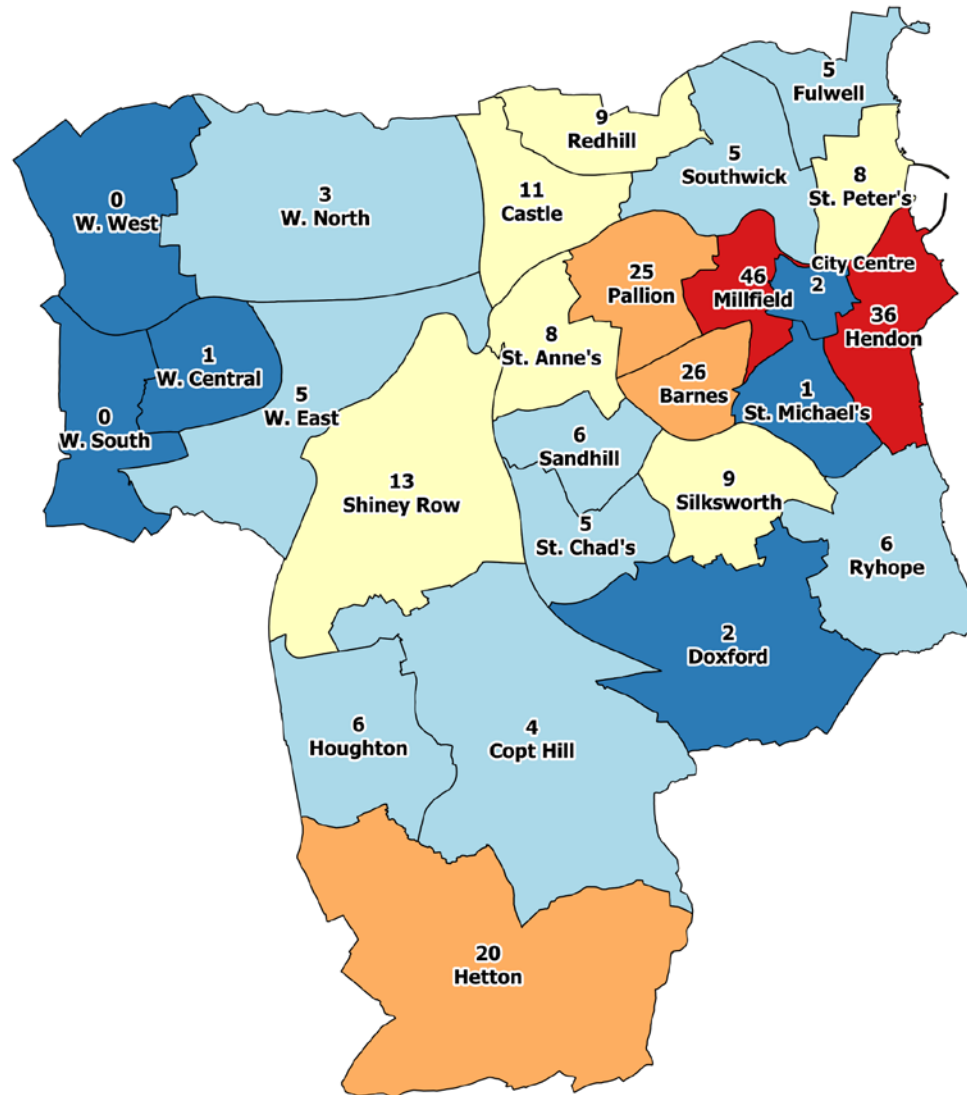 5
Fulwell
9
Redhill
5
Southwick
8
St. Peter's
0
W. West
3
W. North
11
Castle
City Centre
2
25
Pallion
46
Millfield
36
Hendon
8
St. Anne's
1
W. Central
26
Barnes
1
St. Michael's
5
W. East
0
W. South
6
Sandhill
13
Shiney Row
9
Silksworth
5
St. Chad's
6
Ryhope
2
Doxford
6
Houghton
4
Copt Hill
20
Hetton